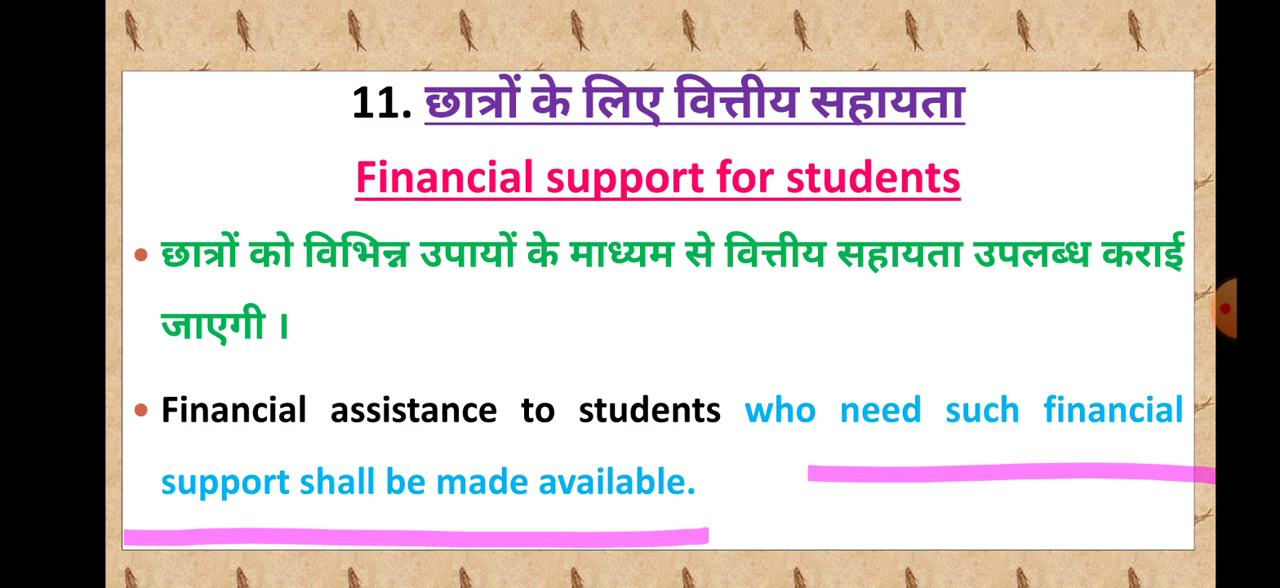 11. छात्रों के लिए वित्तीय सहायता
Financial support for students
• छात्रों को विभिन्न उपायों के माध्यम से वित्तीय सहायता उपलब्ध कराई
जाएगी ।
• Financial assistance to students who need such financial
support shall be made available.